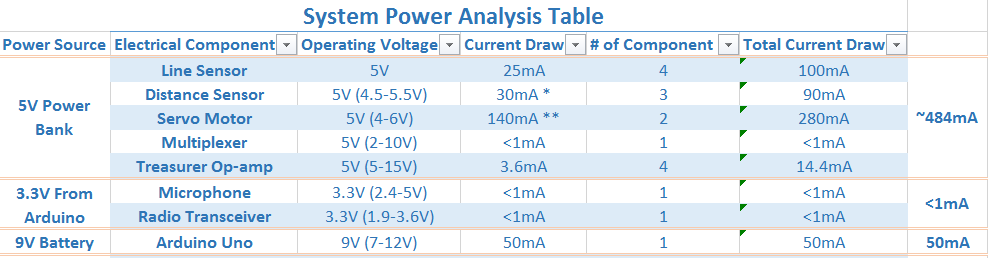 System Power Analysis Table
Power Source Electrical Component Operating Voltage Current Draw # of Component Total Current Draw
5V Power Bank Line Sensor 5V 25mA 4 100mA ~484mA
Distance Sensor 5V (4.5-5.5V) 30mA * 3 90mA
Servo Motor 5V (4-6V) 140mA ** 2 280mA
Multiplexer 5V (2-10V) <1mA 1 <1mA
Treasurer Op-amp 5V (5-15V) 3.6mA 4 14.4mA
3.3V From Arduino Microphone 3.3V (2.4-5V) <1mA 1 <1mA <1mA
Radio Transceiver 3.3V (1.9-3.6V) <1mA 1 <1mA
9V Battery Arduino Uno 9V (7-12V) 50mA 1 50mA 50mA